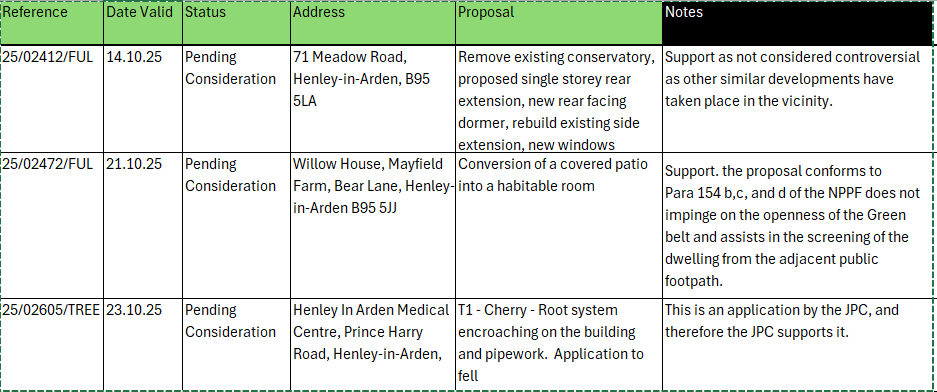 Reference Date Valid Status Address Proposal Notes
25/02412/FUL 14.10.25 Pending Consideration
71 Meadow Road,
Henley-in-Arden, B95
5LA
Remove existing conservatory,
proposed single storey rear
extension, new rear facing
dormer, rebuild existing side
extension, new windows
Support as not considered controversial
as other similar developments have
taken place in the vicinity.
25/02472/FUL 21.10.25 Pending Consideration
Willow House, Mayfield
Farm, Bear Lane, Henley-
in-Arden B95 5JJ
Conversion of a covered patio
into a habitable room
Support. the proposal conforms to
Para 154 b,c, and d of the NPPF does not
impinge on the openness of the Green
belt and assists in the screening of the
dwelling from the adjacent public
footpath.
25/02605/TREE 23.10.25 Pending Consideration
Henley In Arden Medical
Centre, Prince Harry
Road, Henley-in-Arden,
T1 - Cherry - Root system
encroaching on the building
and pipework.  Application to
fell
This is an application by the JPC, and
therefore the JPC supports it.